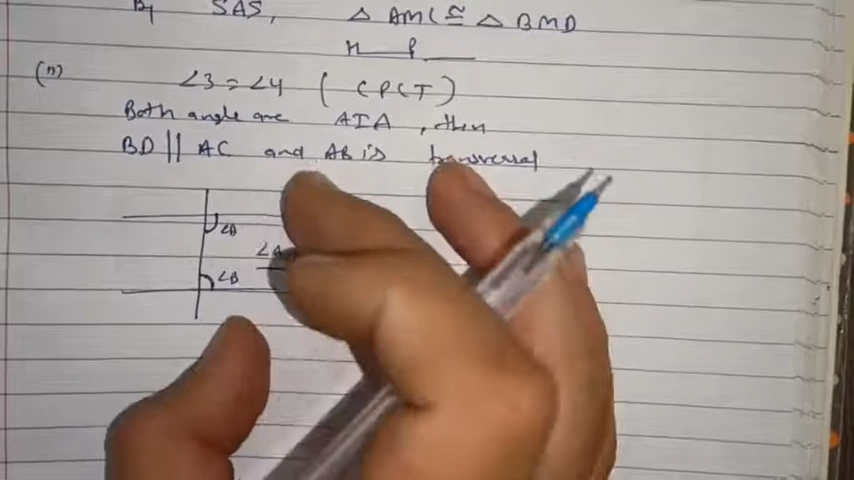 By SAS, △ AMC ≅ △ BMD
H P
(ii) ∠3 = ∠4 ( CPCT )
Both angle are AIA , then
BD || AC and AB is transversal
∠A
∠B